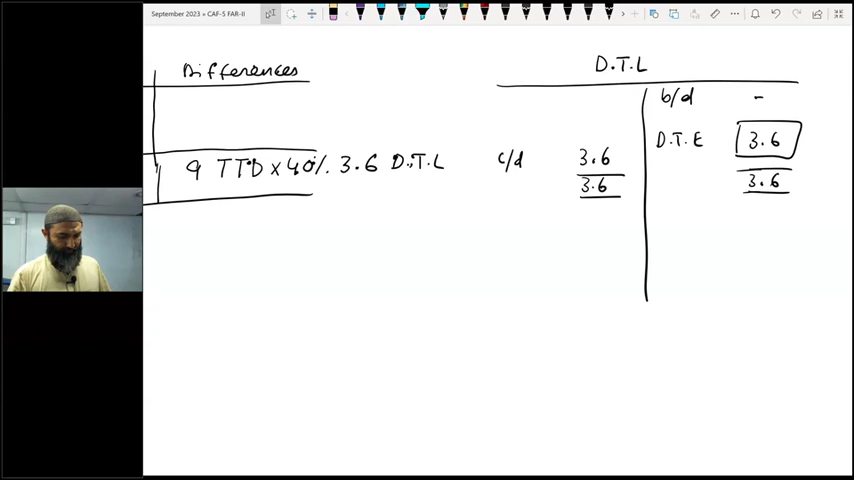 September 2023 » CAF-5 FAR-II
Differences
D.T.L
b/d -
D.T.E 3.6
9 TTD x 40%. 3.6 D.T.L
c/d 3.6
3.6
3.6